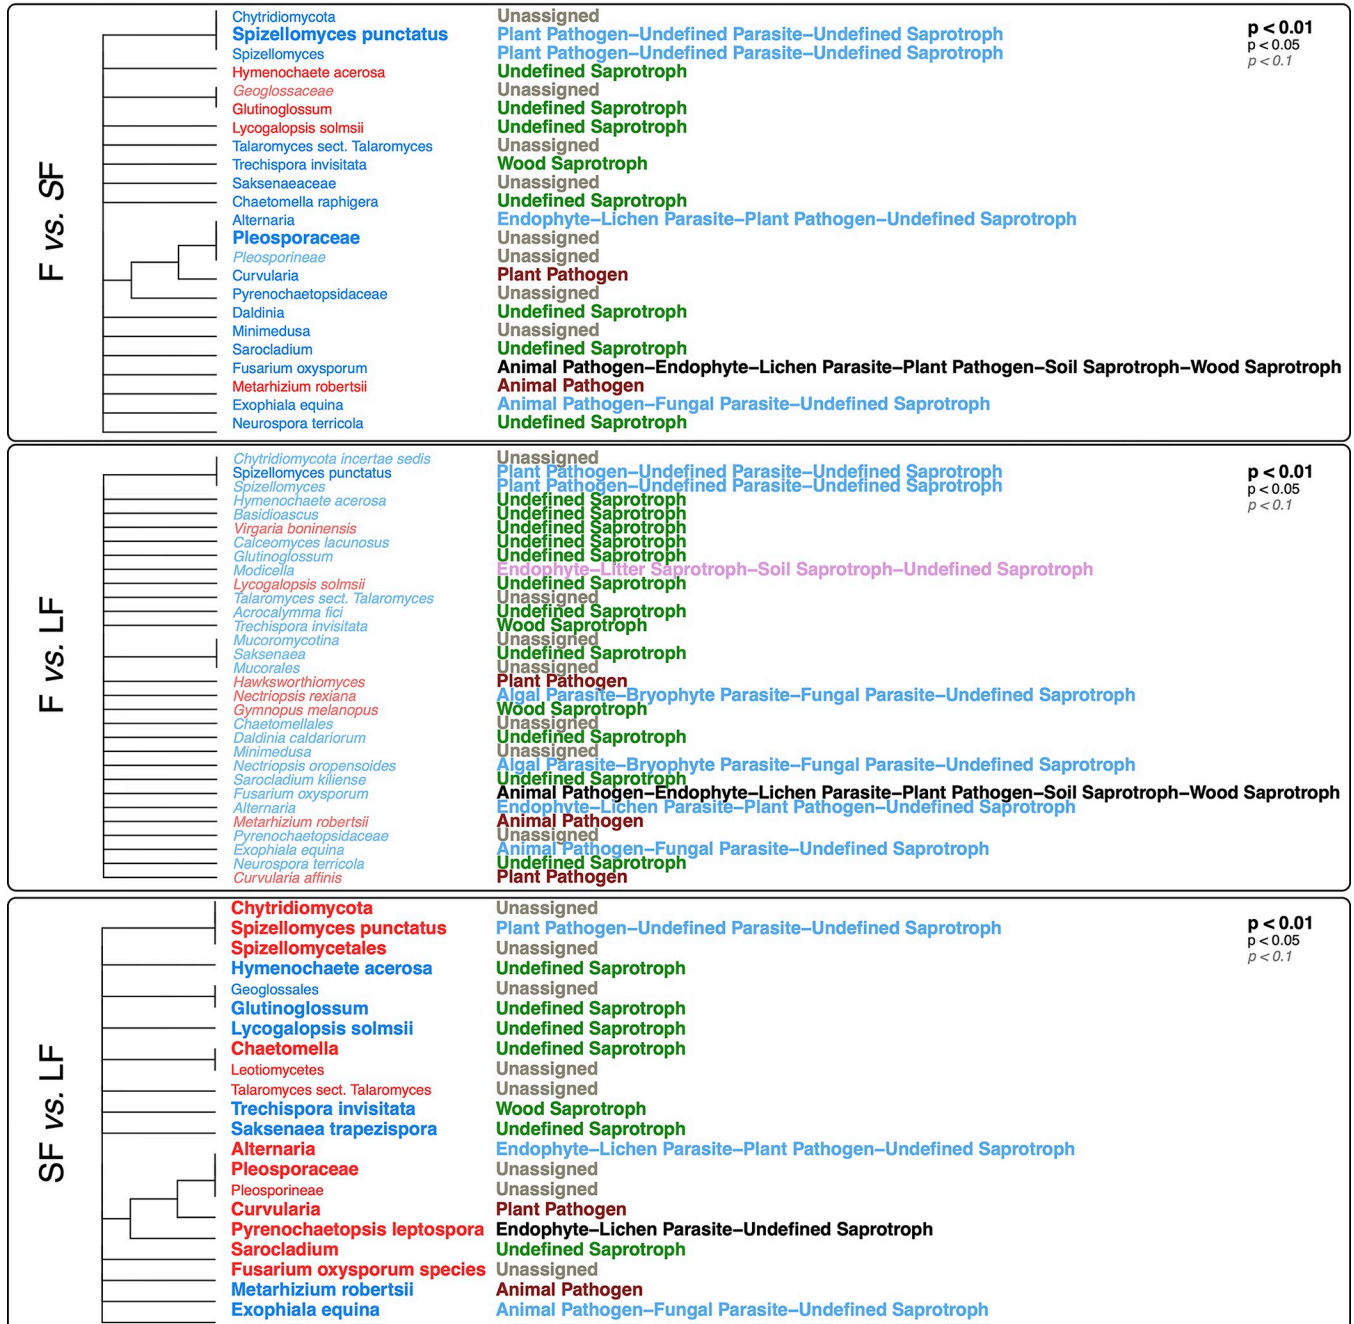 F vs. SF
Chytridiomycota Unassigned
Spizellomyces punctatus Plant Pathogen–Undefined Parasite–Undefined Saprotroph
Spizellomyces Plant Pathogen–Undefined Parasite–Undefined Saprotroph
Hymenochaete acerosa Undefined Saprotroph
Geoglossaceae Unassigned
Glutinoglossum Undefined Saprotroph
Lycogalopsis solmsii Undefined Saprotroph
Talaromyces sect. Talaromyces Unassigned
Trechispora invisitata Wood Saprotroph
Saksenaeaceae Unassigned
Chaetomella raphigera Undefined Saprotroph
Alternaria Endophyte–Lichen Parasite–Plant Pathogen–Undefined Saprotroph
Pleosporaceae Unassigned
Pleosporineae Unassigned
Curvularia Plant Pathogen
Pyrenochaetopsidaceae Unassigned
Daldinia Undefined Saprotroph
Minimedusa Unassigned
Sarocladium Undefined Saprotroph
Fusarium oxysporum Animal Pathogen–Endophyte–Lichen Parasite–Plant Pathogen–Soil Saprotroph–Wood Saprotroph
Metarhizium robertsii Animal Pathogen
Exophiala equina Animal Pathogen–Fungal Parasite–Undefined Saprotroph
Neurospora terricola Undefined Saprotroph
p < 0.01
p < 0.05
p < 0.1
F vs. LF
Chytridiomycota incertae sedis Unassigned
Spizellomyces punctatus Plant Pathogen–Undefined Parasite–Undefined Saprotroph
Spizellomyces Plant Pathogen–Undefined Parasite–Undefined Saprotroph
Hymenochaete acerosa Undefined Saprotroph
Basidioascus Undefined Saprotroph
Virgaria boninensis Undefined Saprotroph
Calceomyces lacunosus Undefined Saprotroph
Glutinoglossum Undefined Saprotroph
Modicella Endophyte–Litter Saprotroph–Soil Saprotroph–Undefined Saprotroph
Lycogalopsis solmsii Undefined Saprotroph
Talaromyces sect. Talaromyces Unassigned
Acrocalymma fici Undefined Saprotroph
Trechispora invisitata Wood Saprotroph
Mucoromycotina Unassigned
Saksenaea Undefined Saprotroph
Mucorales Unassigned
Hawksworthiomyces Plant Pathogen
Nectriopsis rexiana Algal Parasite–Bryophyte Parasite–Fungal Parasite–Undefined Saprotroph
Gymnopus melanopus Wood Saprotroph
Chaetomellales Unassigned
Daldinia caldariorum Undefined Saprotroph
Minimedusa Unassigned
Nectriopsis oropensoides Algal Parasite–Bryophyte Parasite–Fungal Parasite–Undefined Saprotroph
Sarocladium kiliense Undefined Saprotroph
Fusarium oxysporum Animal Pathogen–Endophyte–Lichen Parasite–Plant Pathogen–Soil Saprotroph–Wood Saprotroph
Alternaria Endophyte–Lichen Parasite–Plant Pathogen–Undefined Saprotroph
Metarhizium robertsii Animal Pathogen
Pyrenochaetopsidaceae Unassigned
Exophiala equina Animal Pathogen–Fungal Parasite–Undefined Saprotroph
Neurospora terricola Undefined Saprotroph
Curvularia affinis Plant Pathogen
p < 0.01
p < 0.05
p < 0.1
SF vs. LF
Chytridiomycota Unassigned
Spizellomyces punctatus Plant Pathogen–Undefined Parasite–Undefined Saprotroph
Spizellomycetales Unassigned
Hymenochaete acerosa Undefined Saprotroph
Geoglossales Unassigned
Glutinoglossum Undefined Saprotroph
Lycogalopsis solmsii Undefined Saprotroph
Chaetomella Undefined Saprotroph
Leotiomycetes Unassigned
Talaromyces sect. Talaromyces Unassigned
Trechispora invisitata Wood Saprotroph
Saksenaea trapezispora Undefined Saprotroph
Alternaria Endophyte–Lichen Parasite–Plant Pathogen–Undefined Saprotroph
Pleosporaceae Unassigned
Pleosporineae Unassigned
Curvularia Plant Pathogen
Pyrenochaetopsis leptospora Endophyte–Lichen Parasite–Undefined Saprotroph
Sarocladium Undefined Saprotroph
Fusarium oxysporum species Unassigned
Metarhizium robertsii Animal Pathogen
Exophiala equina Animal Pathogen–Fungal Parasite–Undefined Saprotroph
p < 0.01
p < 0.05
p < 0.1